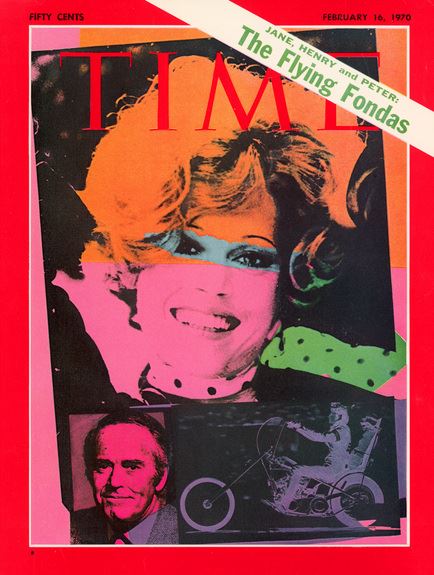 FIFTY CENTS
FEBRUARY 16, 1970
JANE, HENRY and PETER:
The Flying Fondas
TIME